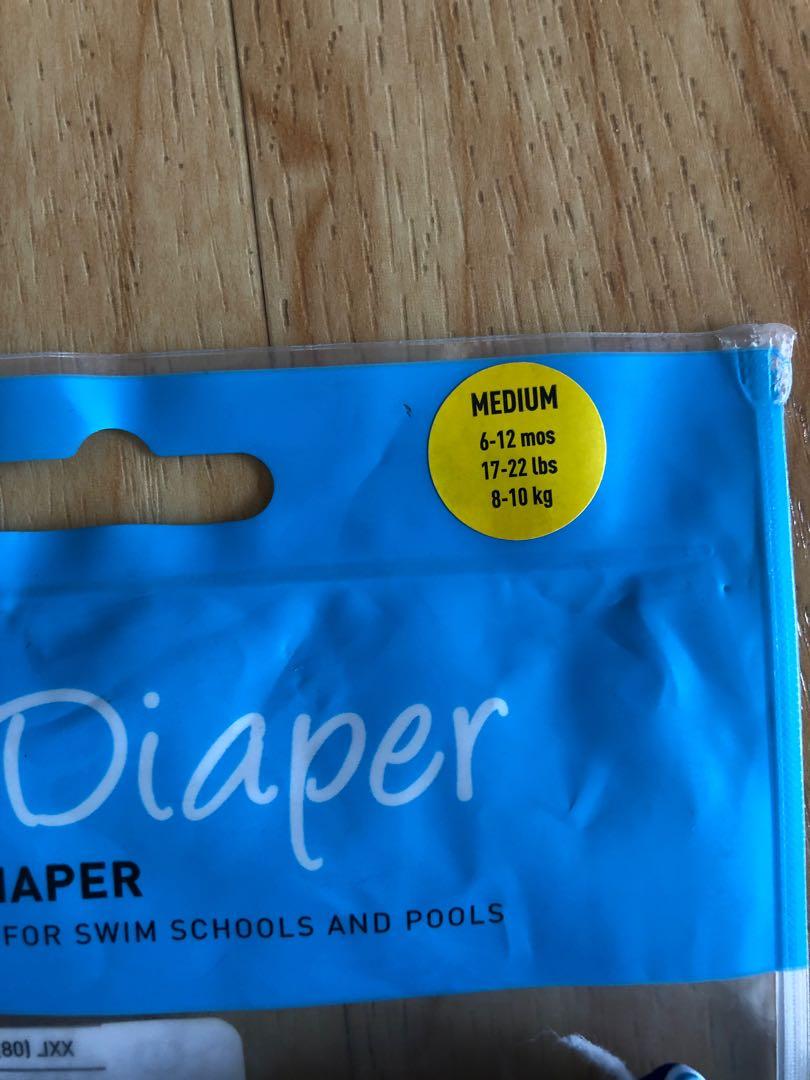 MEDIUM
6-12 mos
17-22 lbs
8-10 kg
Diaper
IAPER
FOR SWIM SCHOOLS AND POOLS